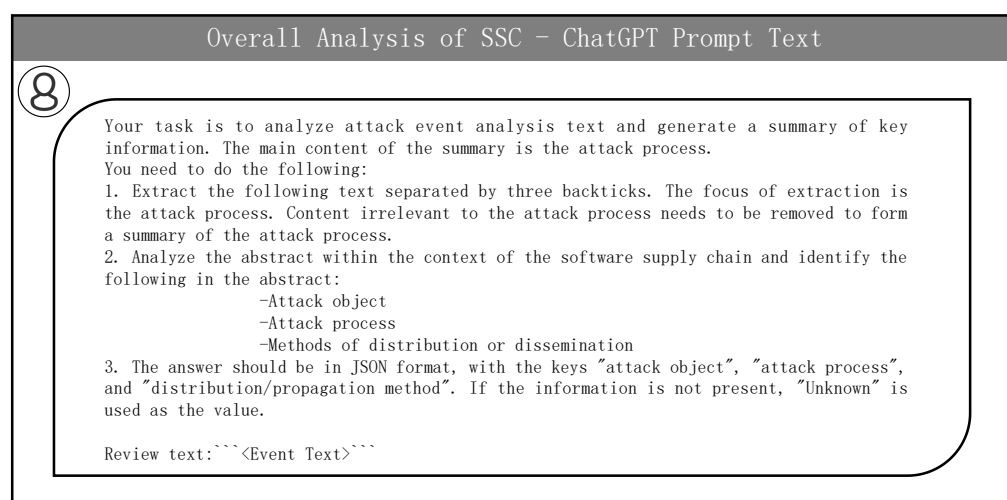 Overall Analysis of SSC - ChatGPT Prompt Text
Your task is to analyze attack event analysis text and generate a summary of key
information. The main content of the summary is the attack process.
You need to do the following:
1. Extract the following text separated by three backticks. The focus of extraction is
the attack process. Content irrelevant to the attack process needs to be removed to form
a summary of the attack process.
2. Analyze the abstract within the context of the software supply chain and identify the
following in the abstract:
-Attack object
-Attack process
-Methods of distribution or dissemination
3. The answer should be in JSON format, with the keys "attack object", "attack process",
and "distribution/propagation method". If the information is not present, "Unknown" is
used as the value.
Review text:```<Event Text>```